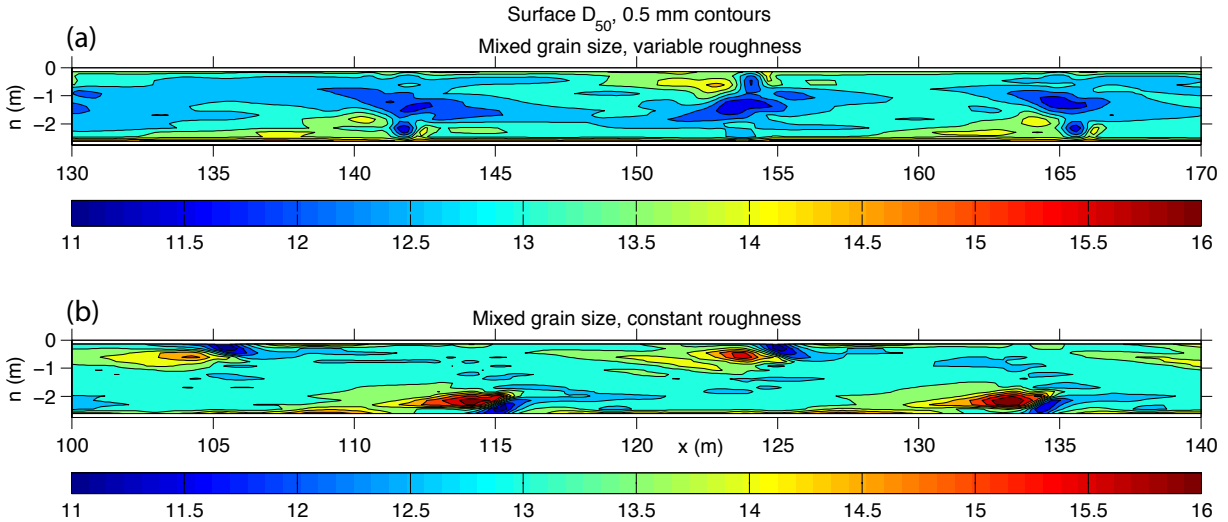 Surface D50, 0.5 mm contours
(a)
Mixed grain size, variable roughness
0
−1
−2
n (m)
130 135 140 145 150 155 160 165 170
11 11.5 12 12.5 13 13.5 14 14.5 15 15.5 16
(b)
Mixed grain size, constant roughness
0
−1
−2
n (m)
100 105 110 115 120 125 130 135 140
x (m)
11 11.5 12 12.5 13 13.5 14 14.5 15 15.5 16